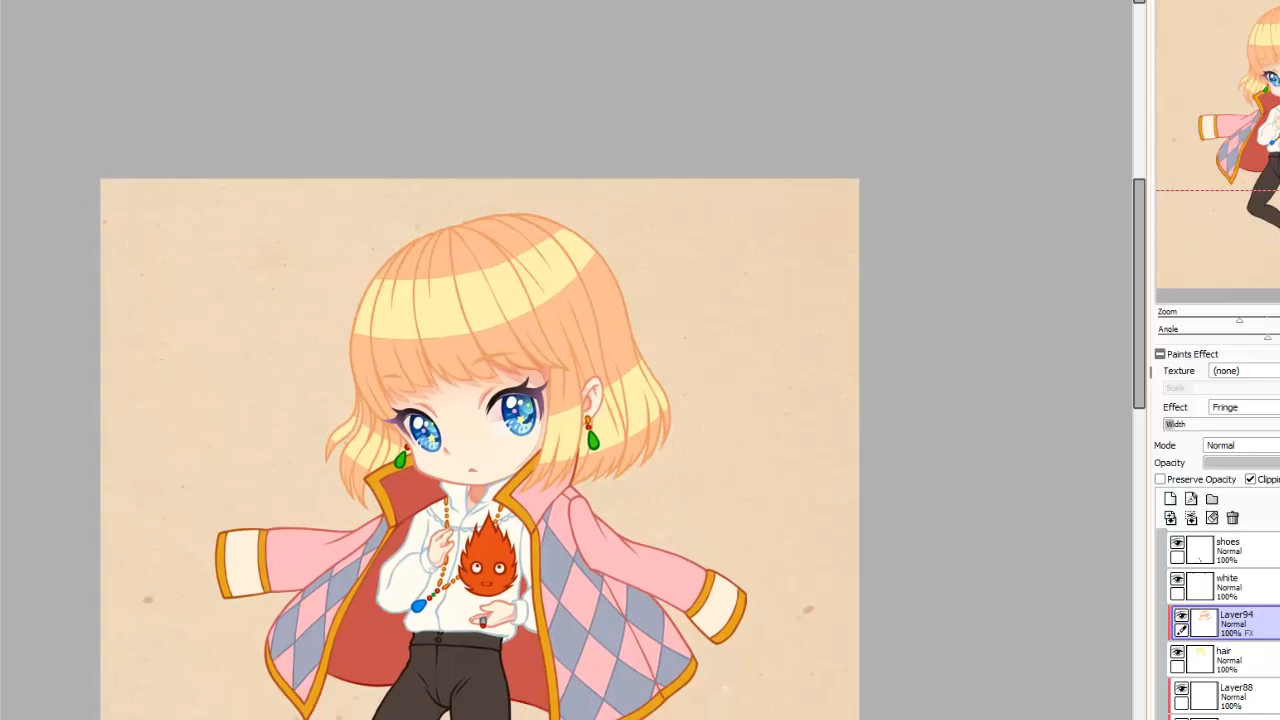 Zoom
Angle
Paints Effect
Texture (none)
Scale
Effect Fringe
Width
Mode Normal
Opacity
Preserve Opacity
shoes
Normal
100%
white
Normal
100%
Layer94
Normal
100% FX
hair
Normal
100%
Layer88
Normal
100%